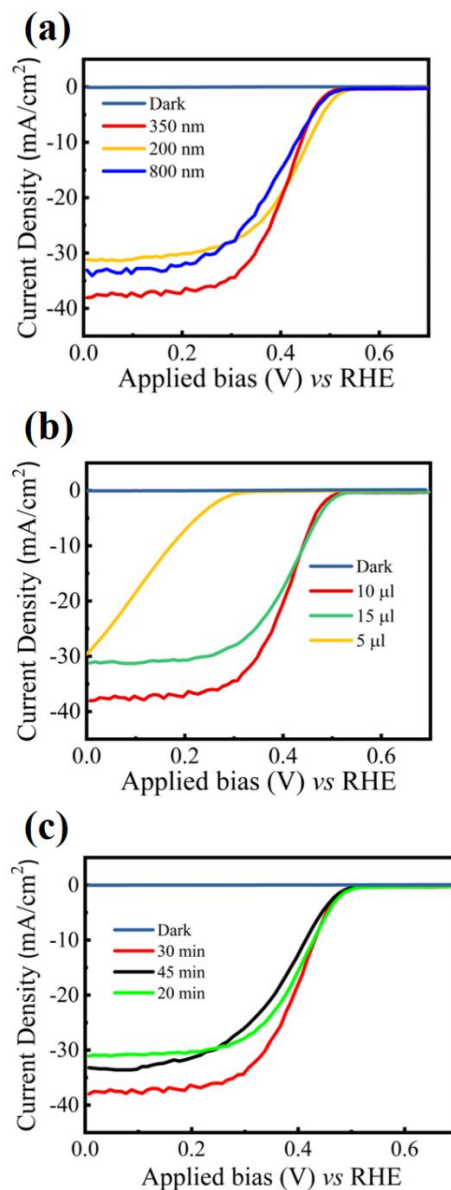 (a)
Current Density (mA/cm²)
0
-10
-20
-30
-40
Dark
350 nm
200 nm
800 nm
0.0 0.2 0.4 0.6
Applied bias (V) vs RHE
(b)
Current Density (mA/cm²)
0
-10
-20
-30
-40
Dark
10 µl
15 µl
5 µl
0.0 0.2 0.4 0.6
Applied bias (V) vs RHE
(c)
Current Density (mA/cm²)
0
-10
-20
-30
-40
Dark
30 min
45 min
20 min
0.0 0.2 0.4 0.6
Applied bias (V) vs RHE